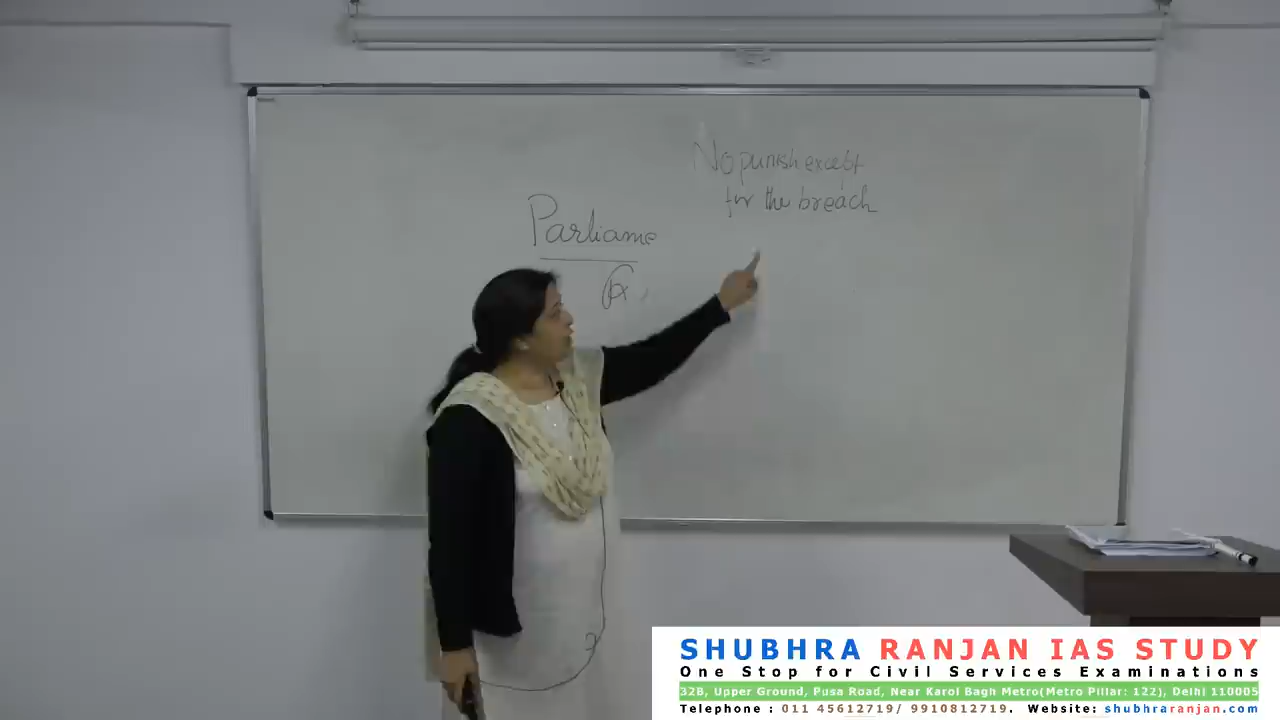 No punish except
for the breach
Parliame
SHUBHRA RANJAN IAS STUDY
One Stop for Civil Services Examinations
32B, Upper Ground, Pusa Road, Near Karol Bagh Metro(Metro Pillar: 122), Delhi 110005
Telephone : 011 45612719/ 9910812719. Website: shubhraranjan.com